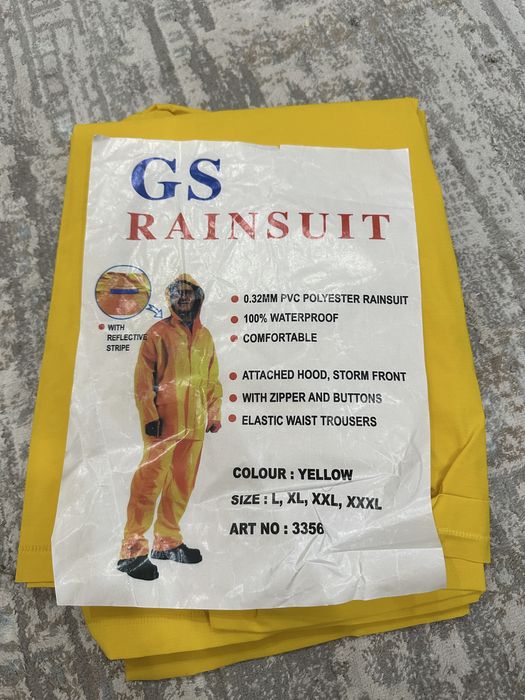 GS
RAINSUIT
WITH
REFLECTIVE
STRIPE
0.32MM PVC POLYESTER RAINSUIT
100% WATERPROOF
COMFORTABLE
ATTACHED HOOD, STORM FRONT
WITH ZIPPER AND BUTTONS
ELASTIC WAIST TROUSERS
COLOUR : YELLOW
SIZE : L, XL, XXL, XXXL
ART NO : 3356